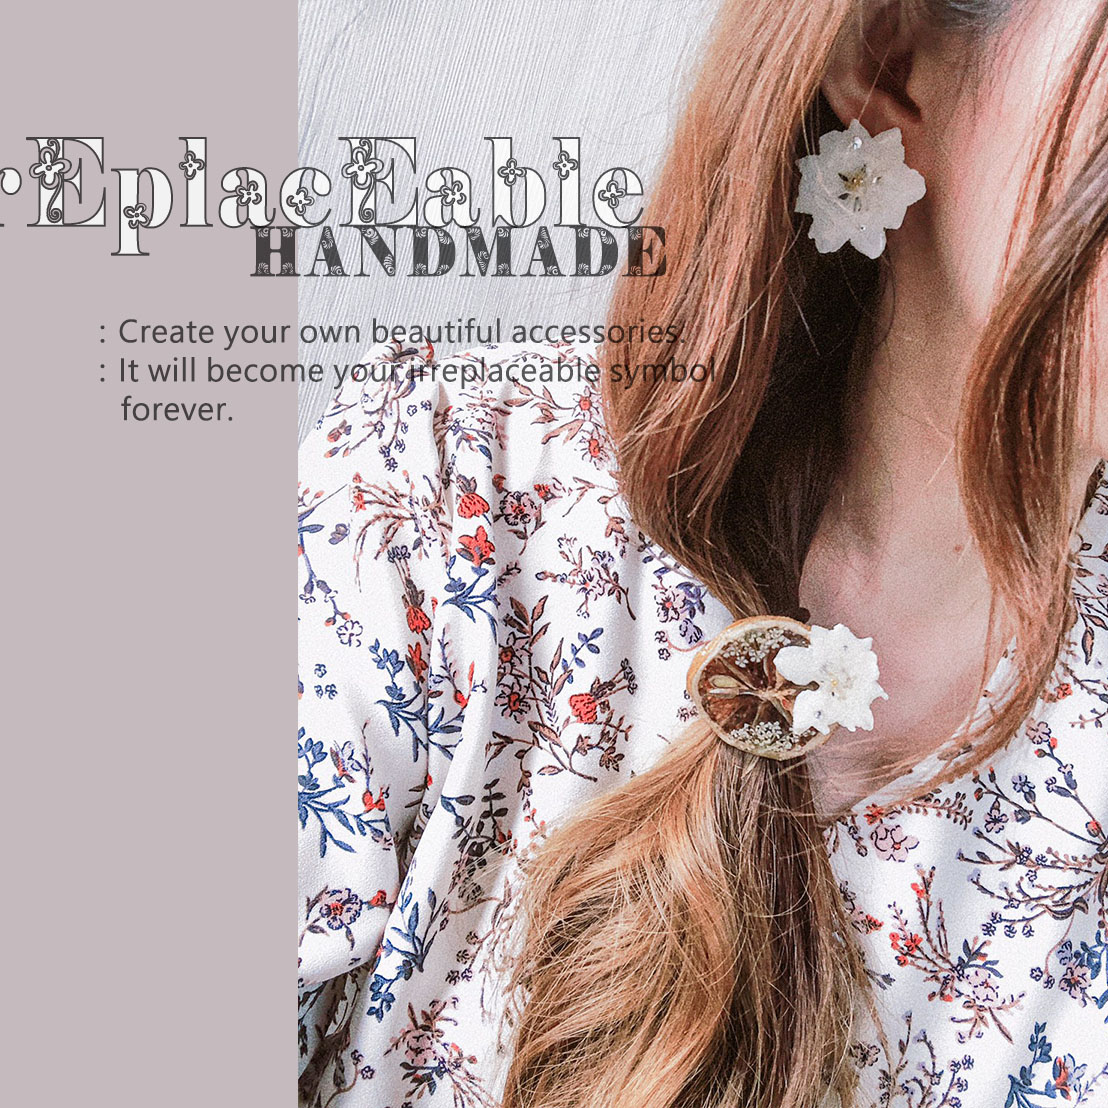 rEplacEable
HANDMADE
: Create your own beautiful accessories.
: It will become your irreplaceable symbol
forever.